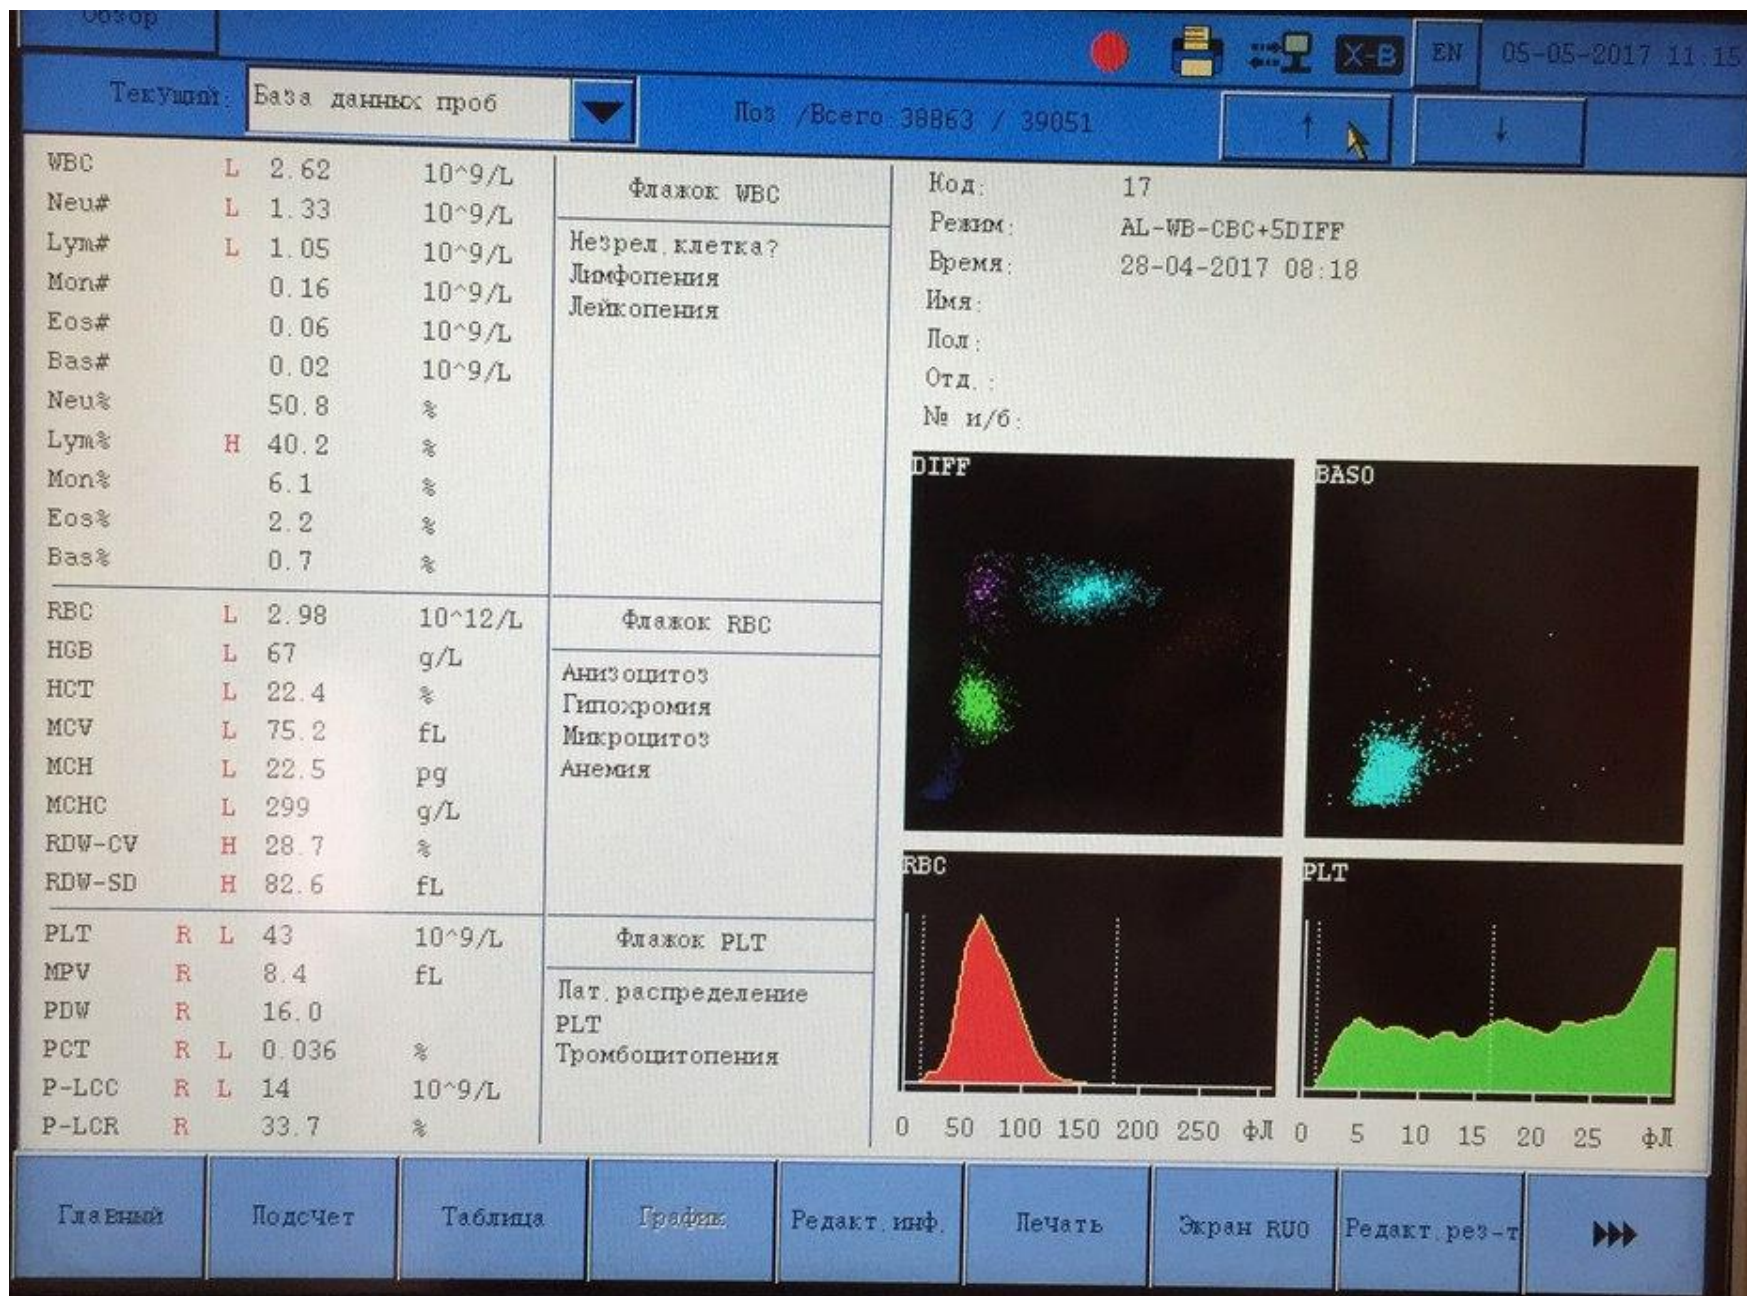 Обзор
EN 05-05-2017 11:15
X-B
Текущий: База данных проб
Поз /Всего 38863 / 39051
↑ ↓
WBC L 2.62 10^9/L
Neu# L 1.33 10^9/L
Lym# L 1.05 10^9/L
Mon# 0.16 10^9/L
Eos# 0.06 10^9/L
Bas# 0.02 10^9/L
Neu% 50.8 %
Lym% H 40.2 %
Mon% 6.1 %
Eos% 2.2 %
Bas% 0.7 %
Флажок WBC
Незрел.клетка?
Лимфопения
Лейкопения
RBC L 2.98 10^12/L
HGB L 67 g/L
HCT L 22.4 %
MCV L 75.2 fL
MCH L 22.5 pg
MCHC L 299 g/L
RDW-CV H 28.7 %
RDW-SD H 82.6 fL
Флажок RBC
Анизоцитоз
Гипохромия
Микроцитоз
Анемия
PLT R L 43 10^9/L
MPV R 8.4 fL
PDW R 16.0
PCT R L 0.036 %
P-LCC R L 14 10^9/L
P-LCR R 33.7 %
Флажок PLT
Пат.распределение
PLT
Тромбоцитопения
Код: 17
Режим: AL-WB-CBC+5DIFF
Время: 28-04-2017 08:18
Имя:
Пол:
Отд.:
№ и/б:
DIFF
BASO
RBC
0 50 100 150 200 250 фЛ
PLT
0 5 10 15 20 25 фЛ
Главный Подсчет Таблица График Редакт.инф. Печать Экран RUO Редакт.рез-т